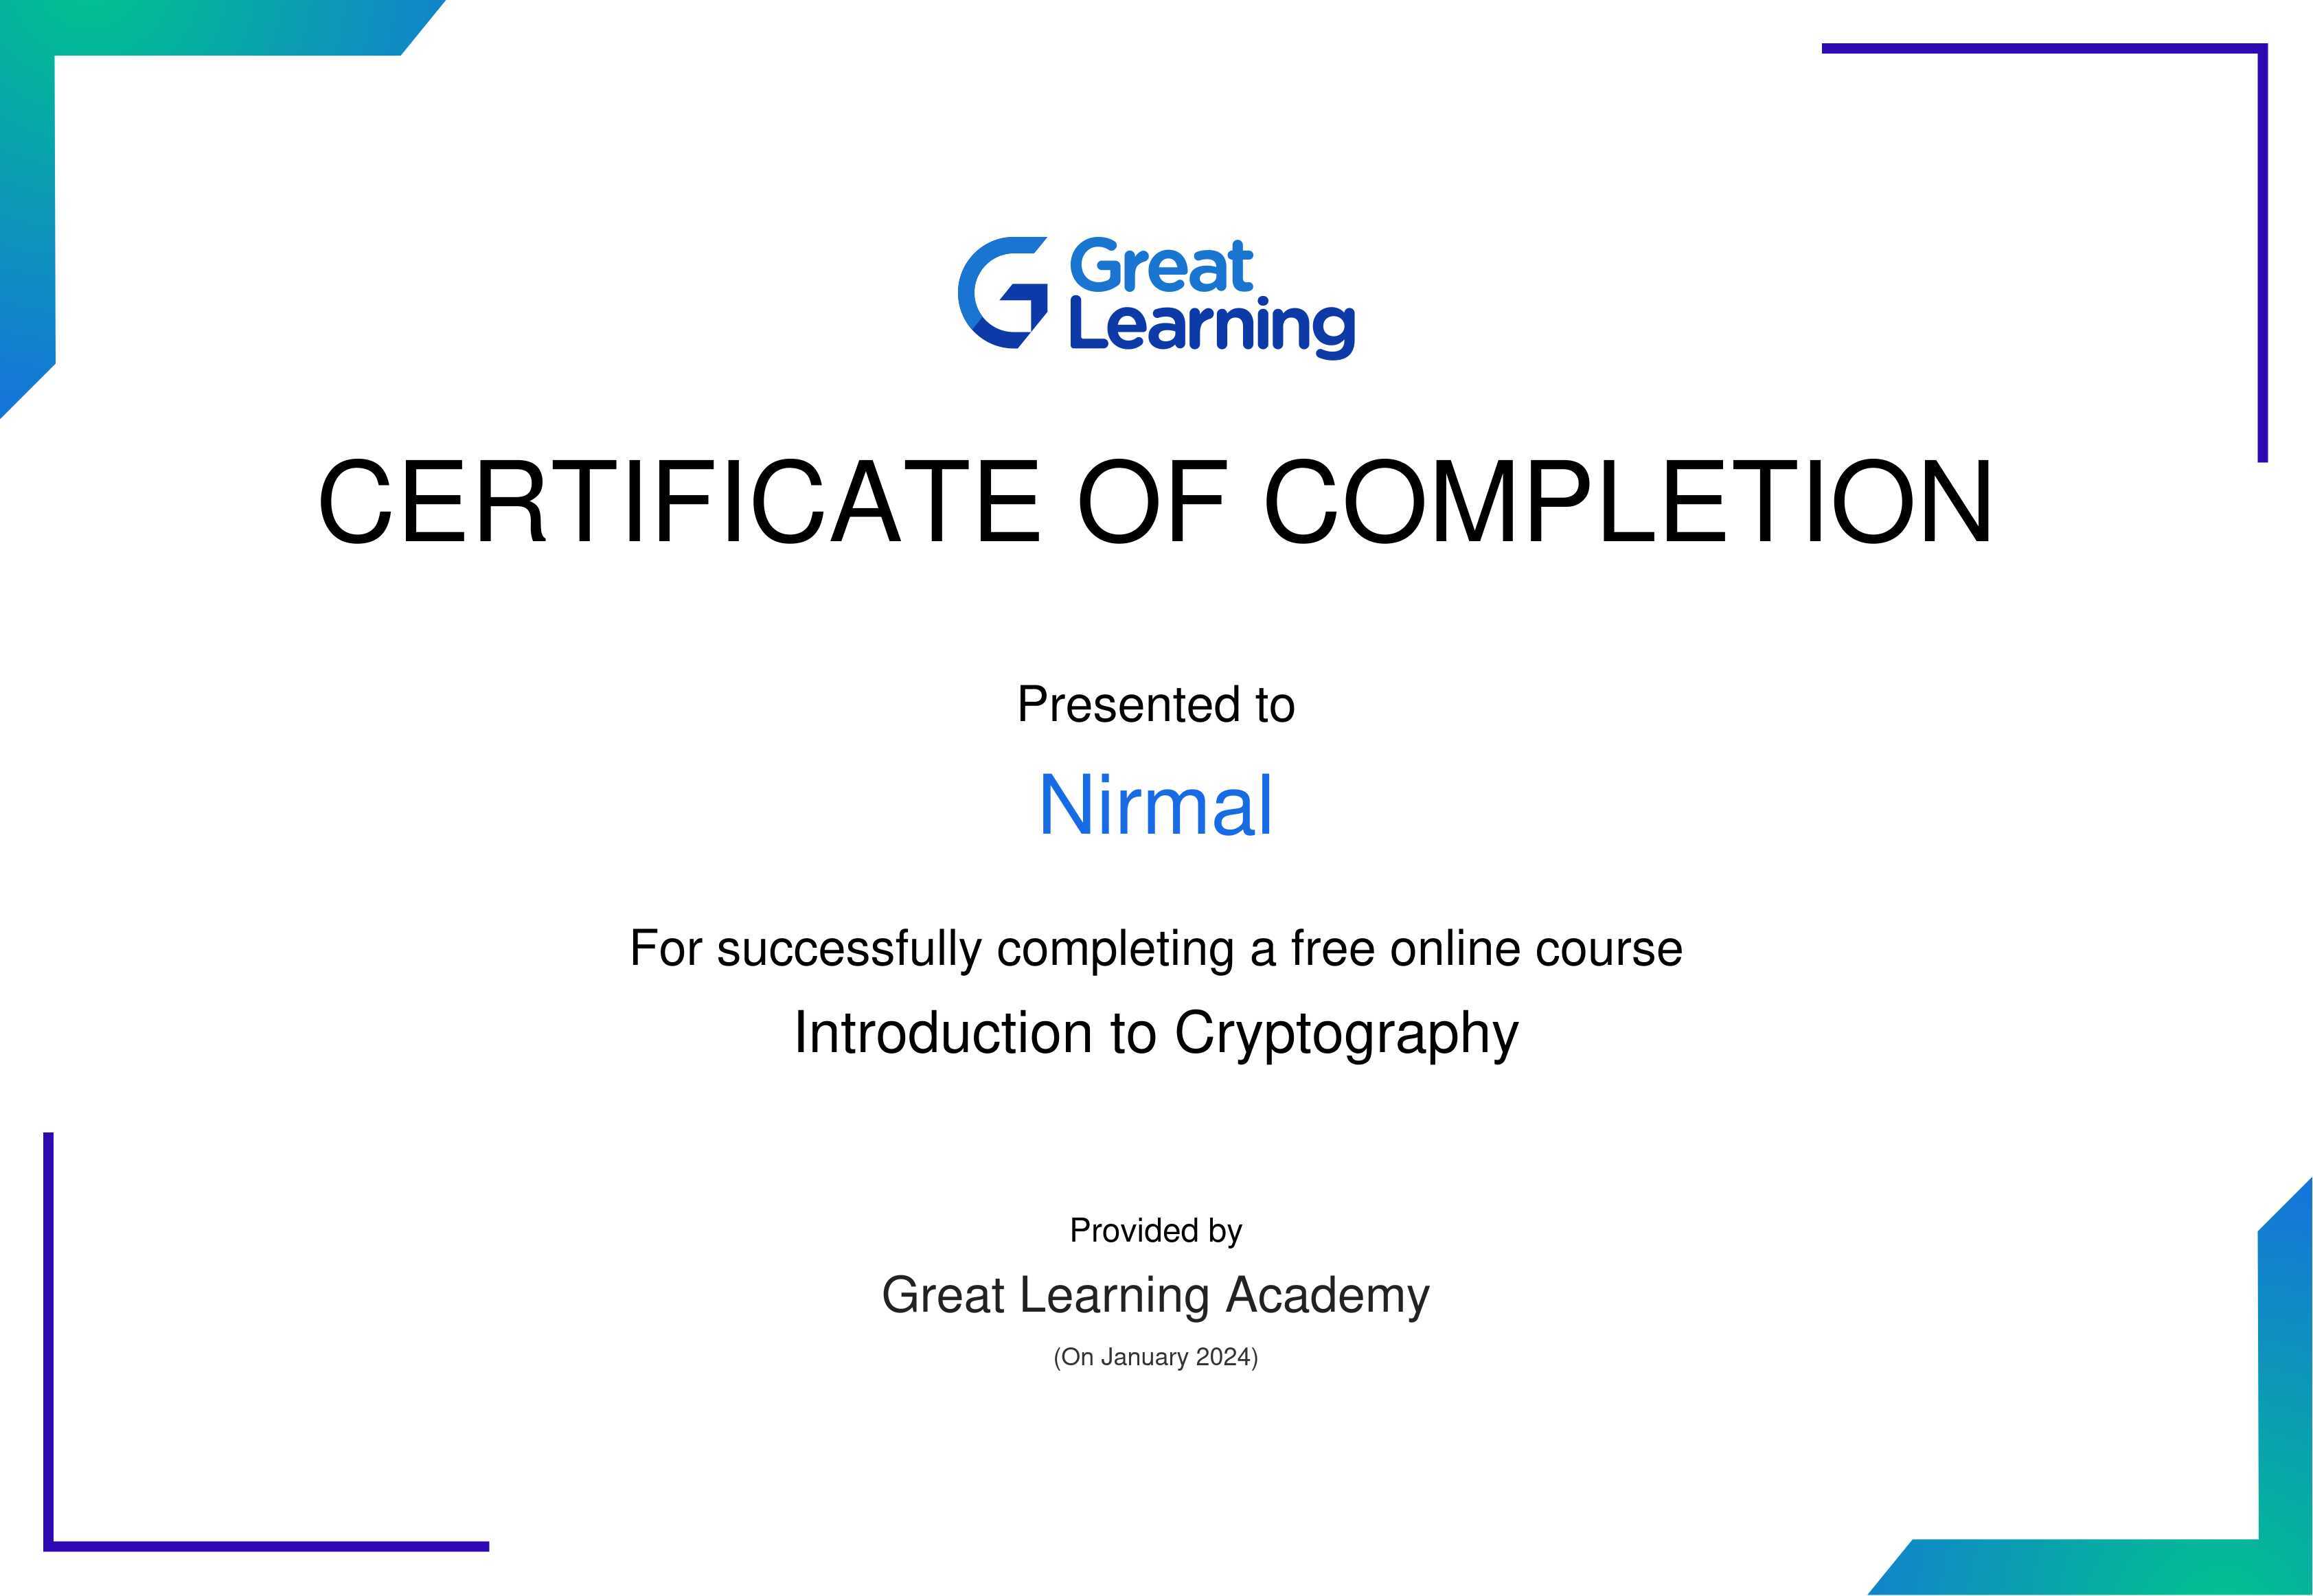 Great
Learning
CERTIFICATE OF COMPLETION
Presented to
Nirmal
For successfully completing a free online course
Introduction to Cryptography
Provided by
Great Learning Academy
(On January 2024)